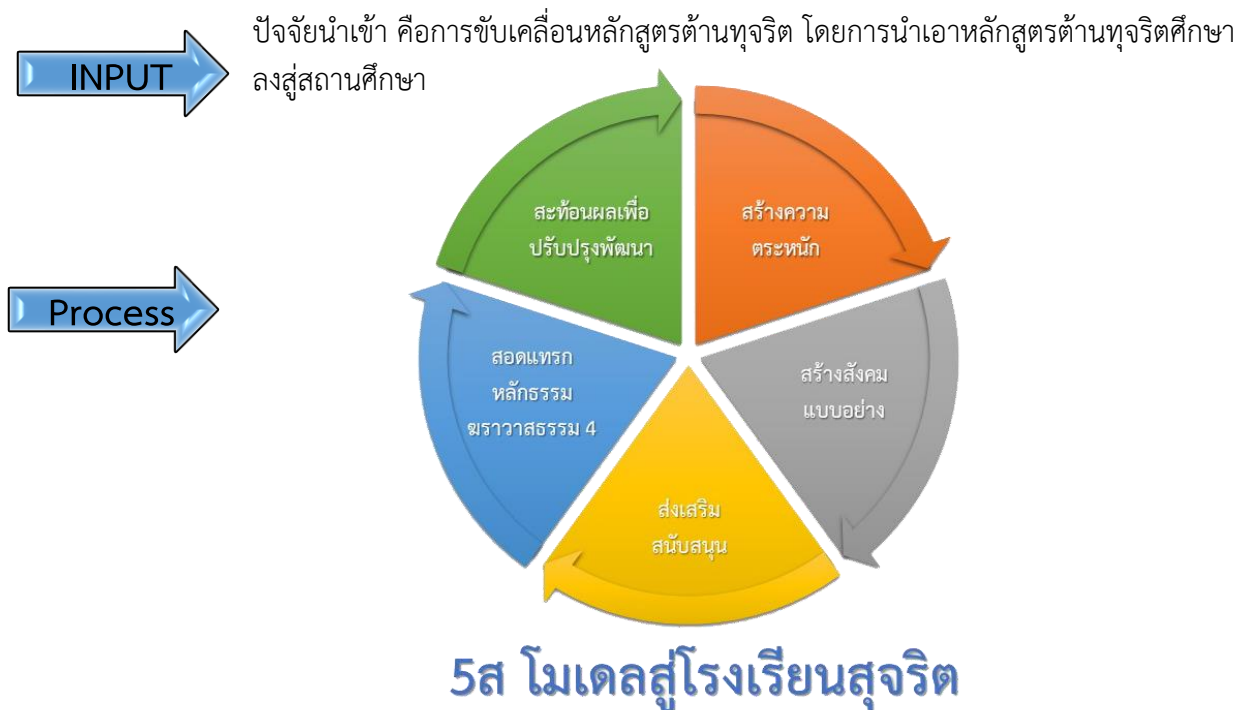 ปัจจัยนำเข้า คือการขับเคลื่อนหลักสูตรต้านทุจริต โดยการนำเอาหลักสูตรต้านทุจริตศึกษา
INPUT
ลงสู่สถานศึกษา
สะท้อนผลเพื่อ
ปรับปรุงพัฒนา
สร้างความ
ตระหนัก
Process
สอดแทรก
หลักธรรม
ฆราวาสธรรม 4
สร้างสังคม
แบบอย่าง
ส่งเสริม
สนับสนุน
5ส โมเดลสู่โรงเรียนสุจริต